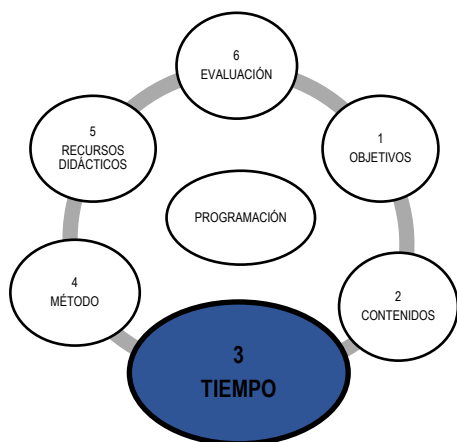 6
EVALUACIÓN
5
RECURSOS
DIDÁCTICOS
1
OBJETIVOS
PROGRAMACIÓN
4
MÉTODO
2
CONTENIDOS
3
TIEMPO